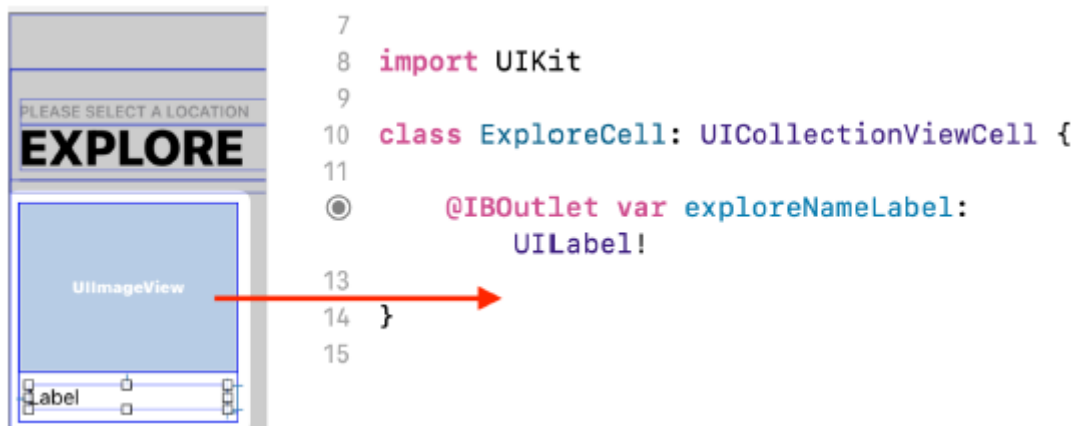 PLEASE SELECT A LOCATION
EXPLORE
UIImageView
Label
7
8 import UIKit
9
10 class ExploreCell: UICollectionViewCell {
11
@IBOutlet var exploreNameLabel:
UILabel!
13
14 }
15